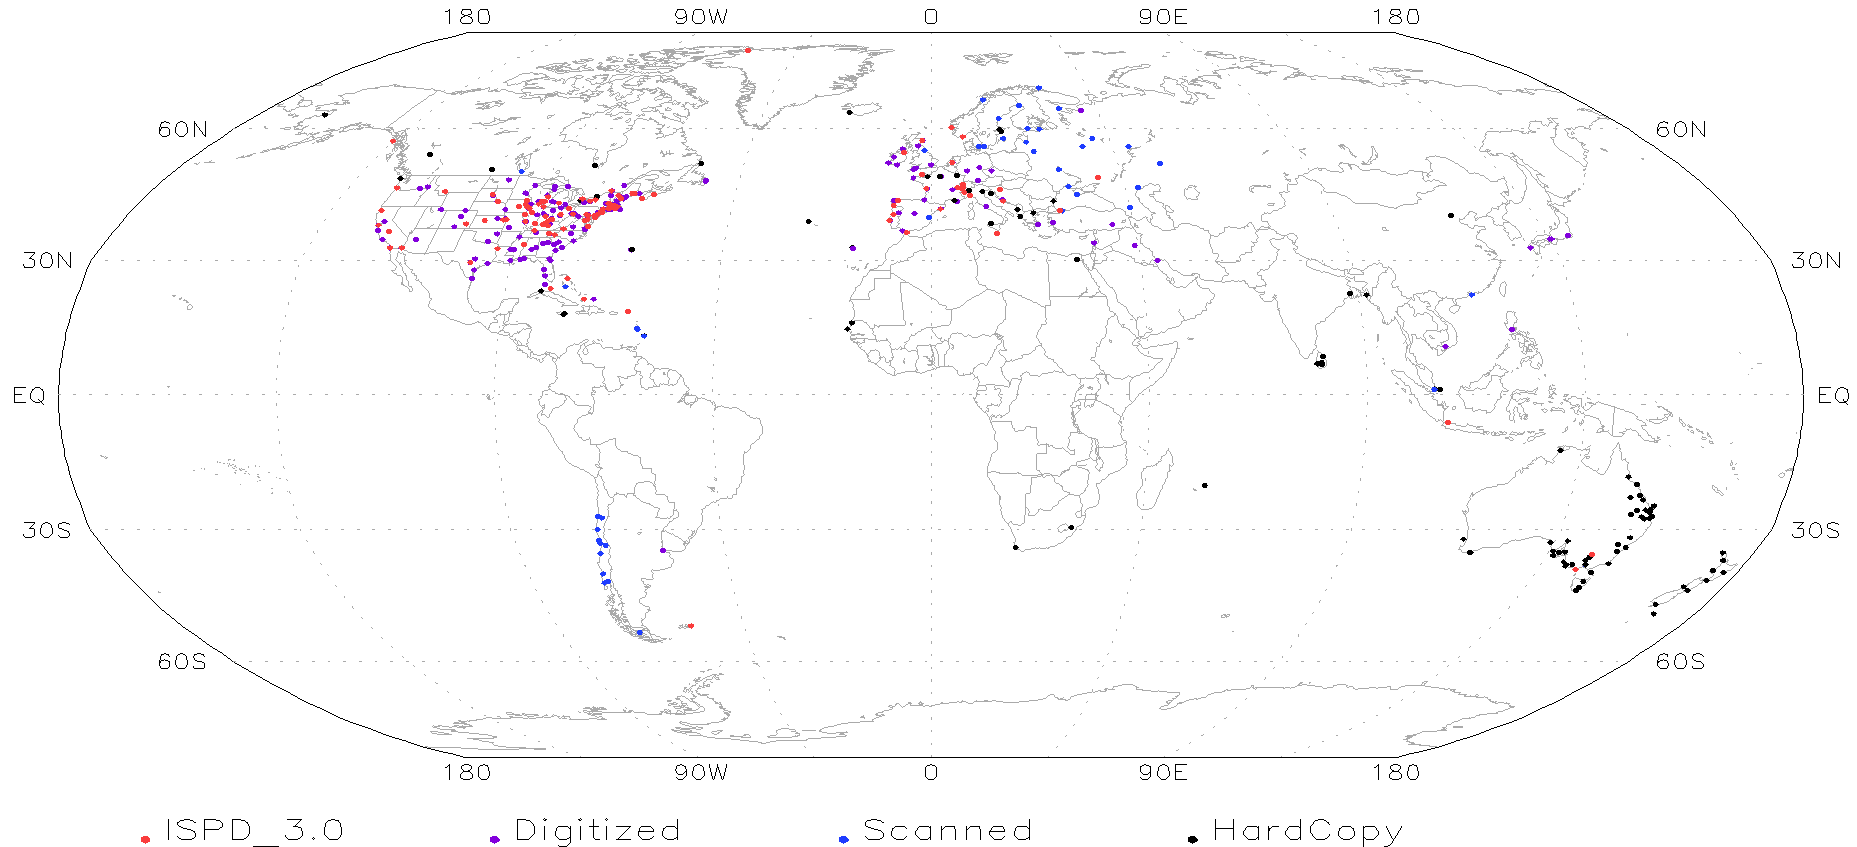 180 90W 0 90E 180
60N 60N
30N 30N
EQ EQ
30S 30S
60S 60S
180 90W 0 90E 180
ISPD_3.0 Digitized Scanned HardCopy